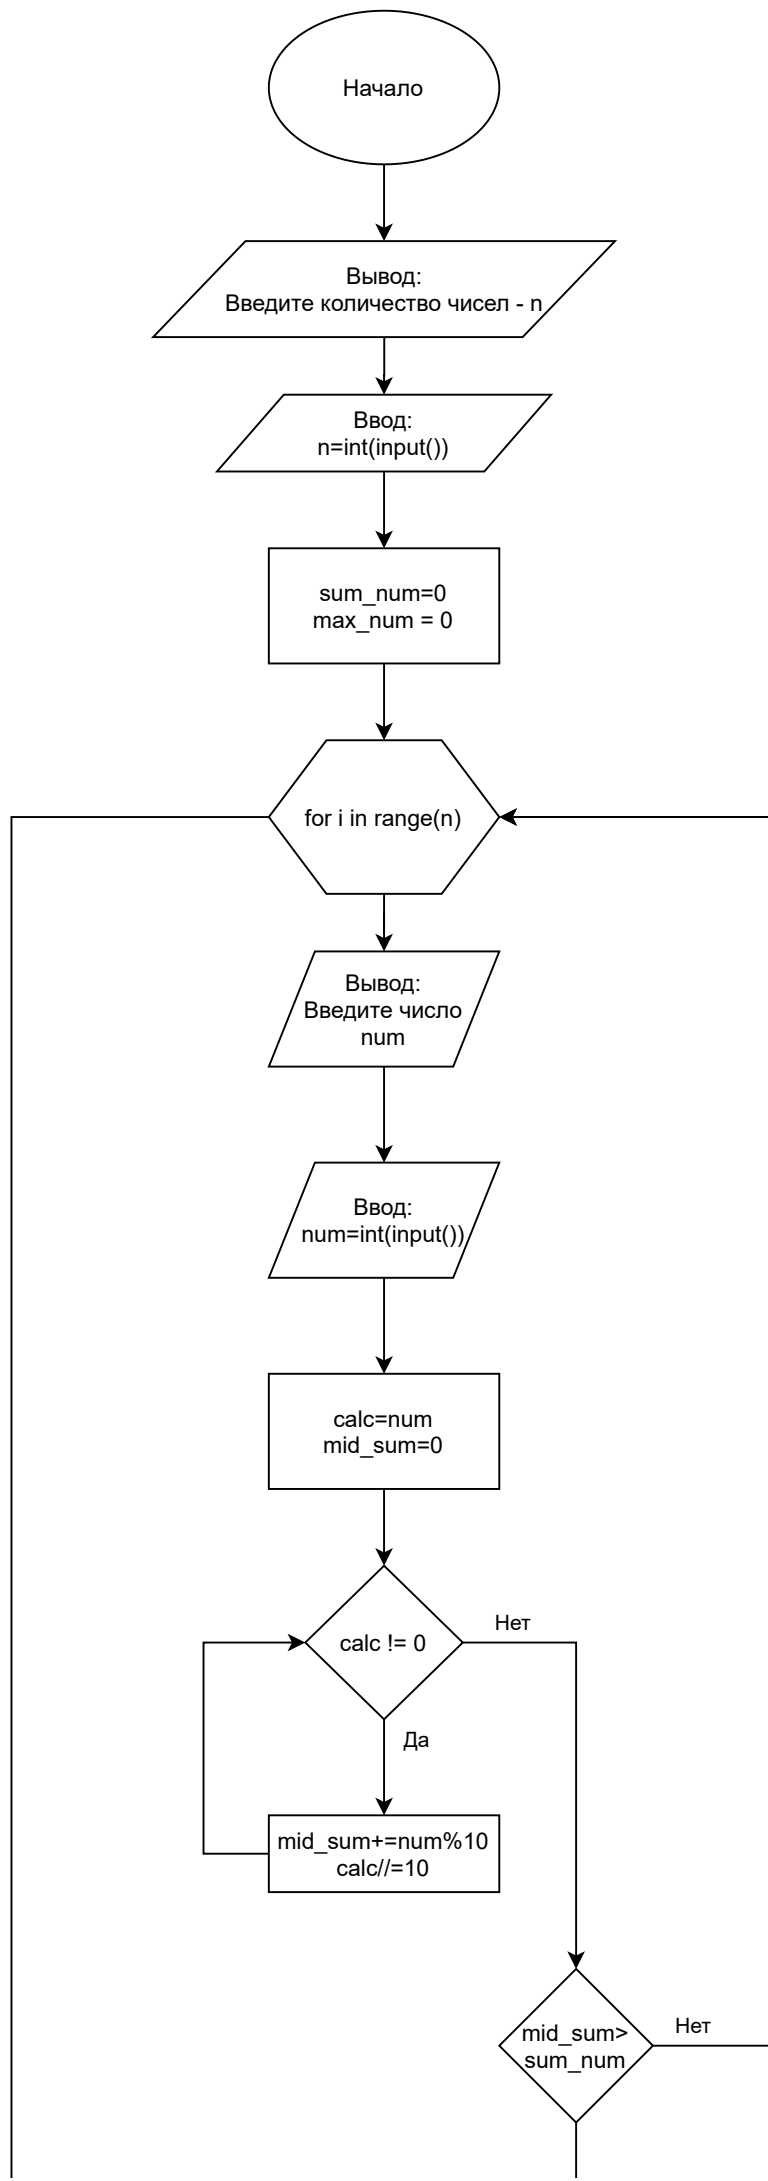 Начало
Вывод:
Введите количество чисел - n
Ввод:
n=int(input())
sum_num=0
max_num = 0
for i in range(n)
Вывод:
Введите число
num
Ввод:
num=int(input())
calc=num
mid_sum=0
calc != 0
Нет
Да
mid_sum+=num%10
calc//=10
mid_sum>
sum_num
Нет